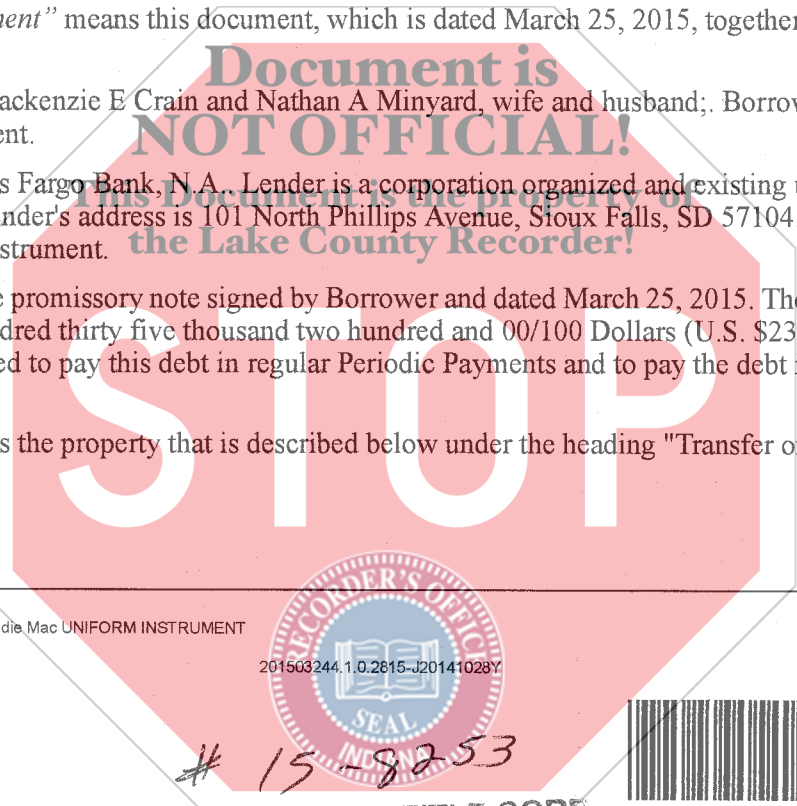 ment” means this document, which is dated March 25, 2015, together
Document is
ackenzie E Crain and Nathan A Minyard, wife and husband;. Borrow
NOT OFFICIAL!
ent.
s Fargo Bank, N.A.. Lender is a corporation organized and existing
This Document is the property of
nder's address is 101 North Phillips Avenue, Sioux Falls, SD 57104
the Lake County Recorder!
strument.
e promissory note signed by Borrower and dated March 25, 2015. The
dred thirty five thousand two hundred and 00/100 Dollars (U.S. $23
ed to pay this debt in regular Periodic Payments and to pay the debt
STOP
s the property that is described below under the heading "Transfer o
RECORDER'S OFFICE
die Mac UNIFORM INSTRUMENT
201503244.1.0.2815-J20141028Y
SEAL
INDIANA
# 15-8253